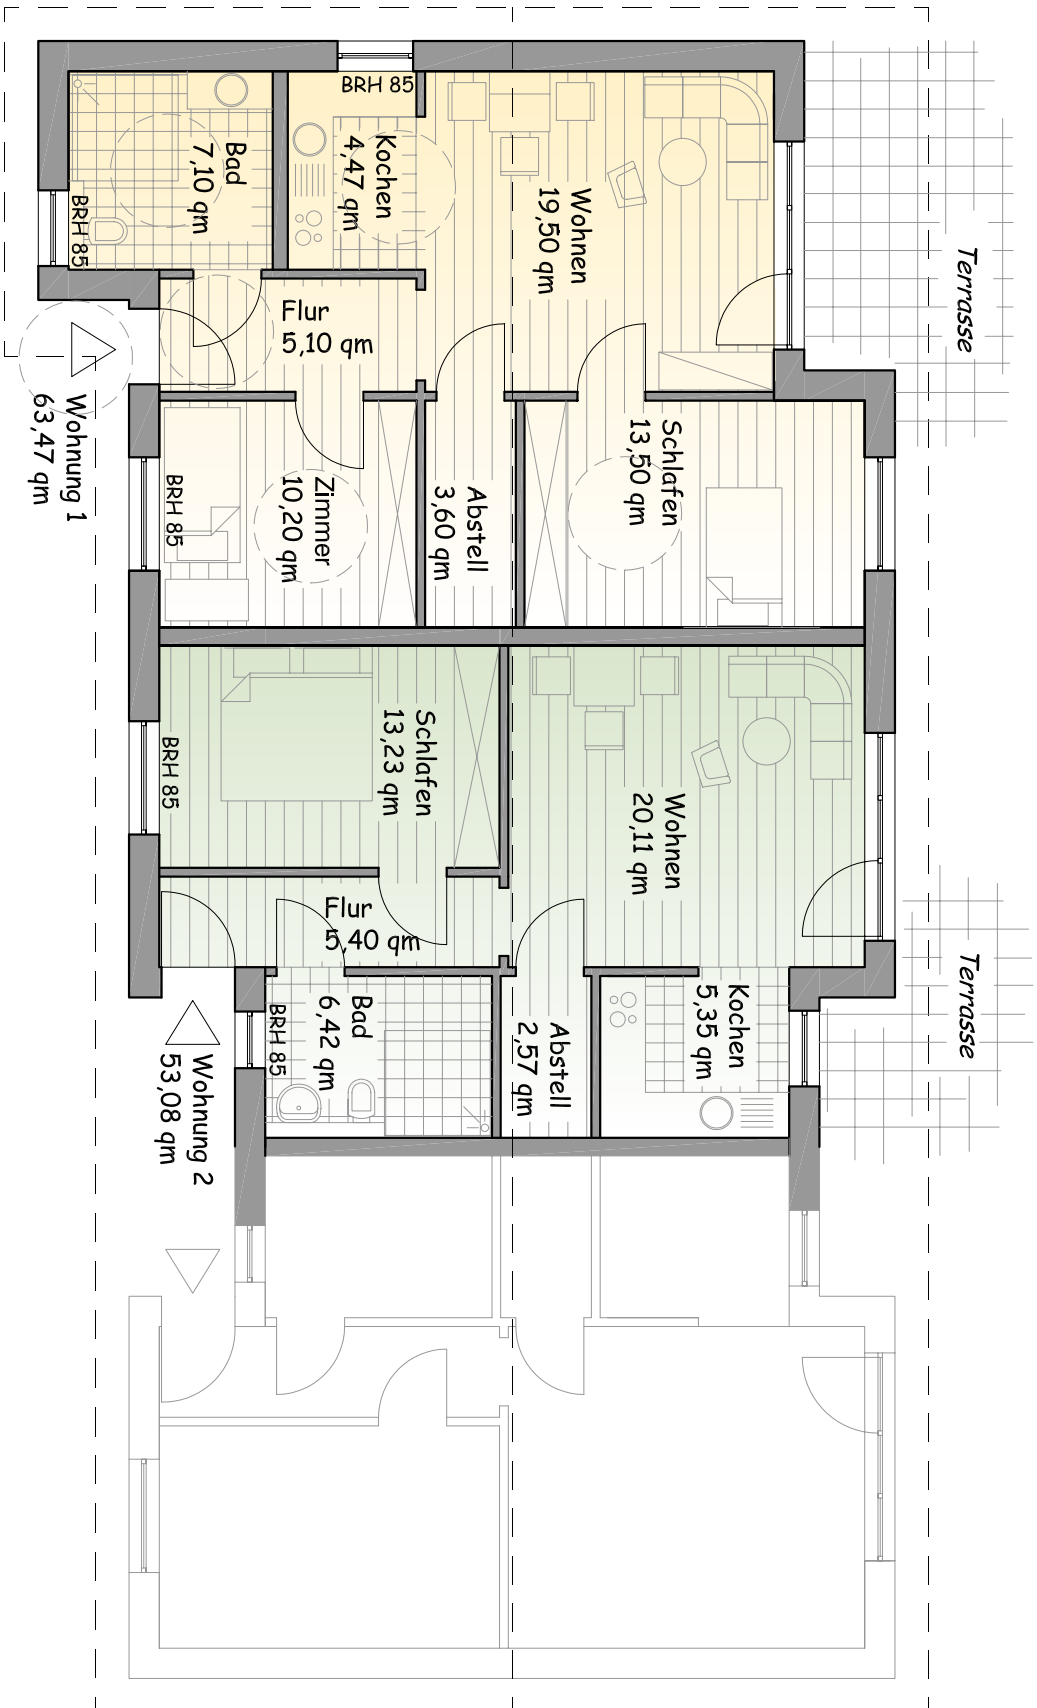 BRH 85
Bad
7,10 qm
BRH 85
Kochen
4,47 qm
Wohnen
19,50 qm
Terrasse
Flur
5,10 qm
Wohnung 1
63,47 qm
BRH 85
Zimmer
10,20 qm
Abstell
3,60 qm
Schlafen
13,50 qm
BRH 85
Schlafen
13,23 qm
Wohnen
20,11 qm
Flur
5,40 qm
Terrasse
Wohnung 2
53,08 qm
BRH 85
Bad
6,42 qm
Abstell
2,57 qm
Kochen
5,35 qm